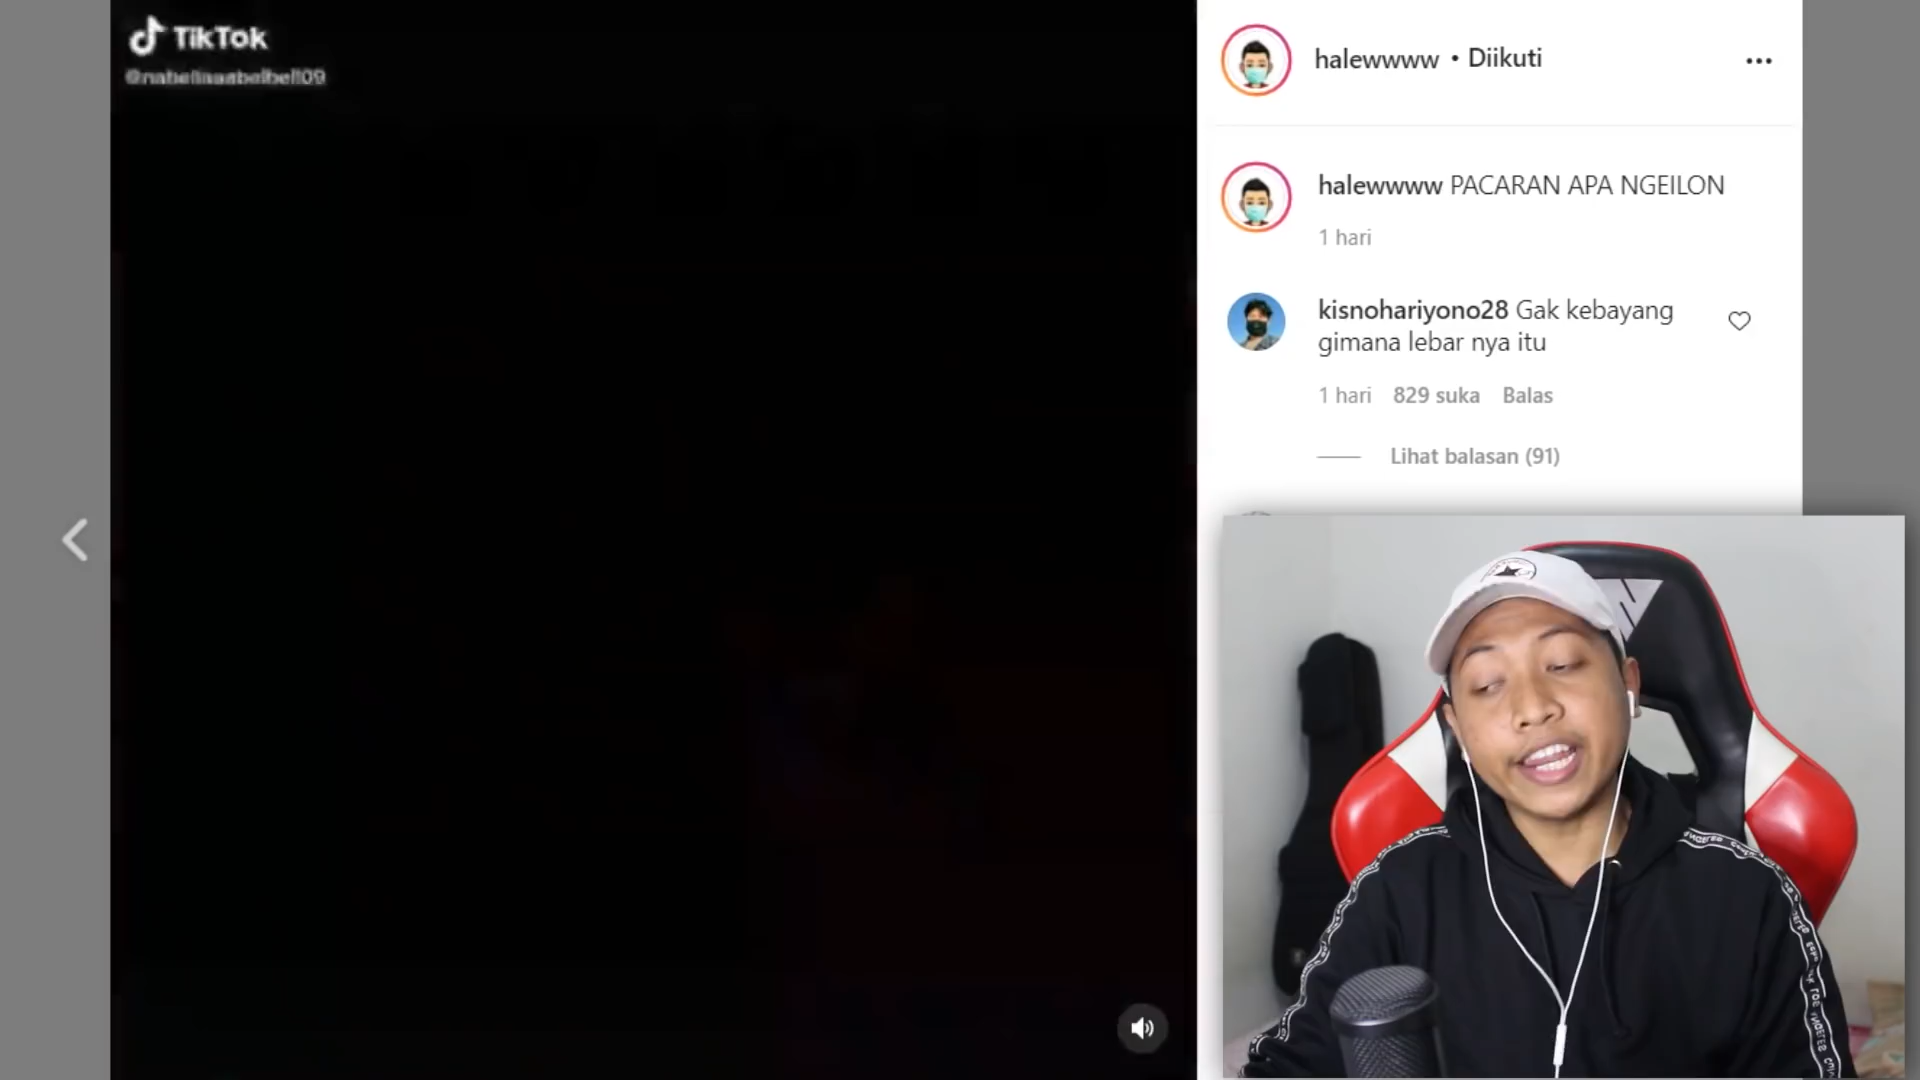 TikTok
halewwww • Diikuti
halewwww PACARAN APA NGEILON
1 hari
kisnohariyono28 Gak kebayang
gimana lebar nya itu
1 hari 829 suka Balas
Lihat balasan (91)